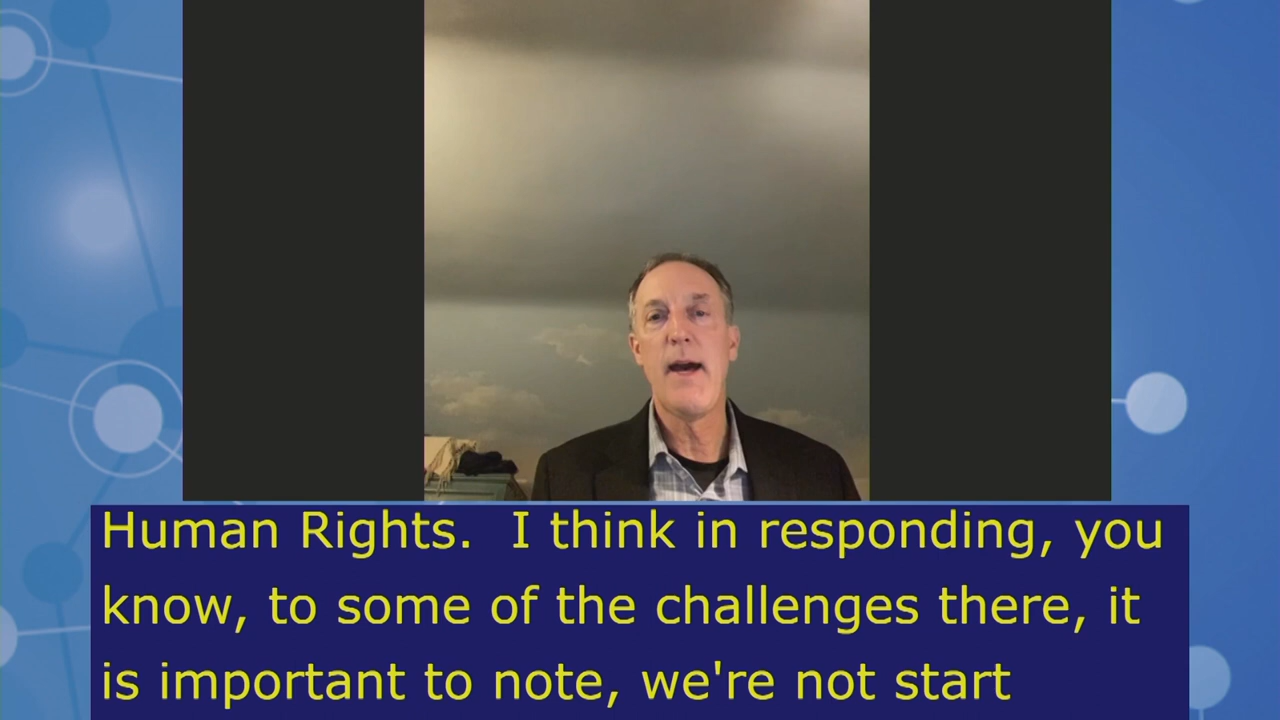 Human Rights.  I think in responding, you
know, to some of the challenges there, it
is important to note, we're not start